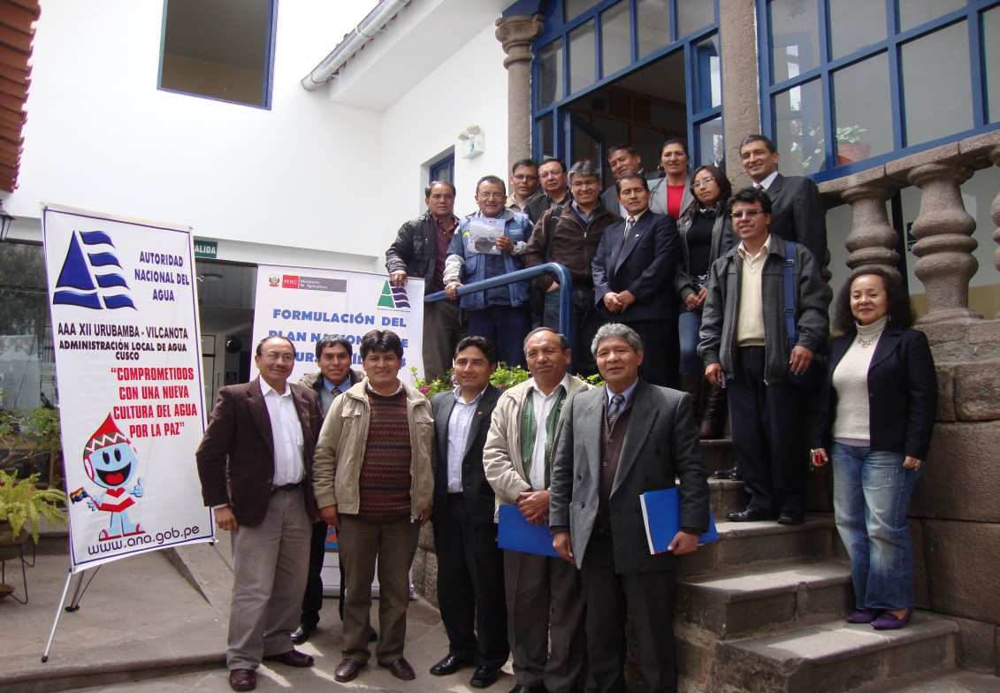 AUTORIDAD
NACIONAL DEL
AGUA
AAA XII URUBAMBA - VILCANOTA
ADMINISTRACIÓN LOCAL DE AGUA
CUSCO
"COMPROMETIDOS
CON UNA NUEVA
CULTURA DEL AGUA
POR LA PAZ"
www.ana.gob.pe
SALIDA
PERÚ
Ministerio
de Agricultura
FORMULACIÓN DEL
PLAN